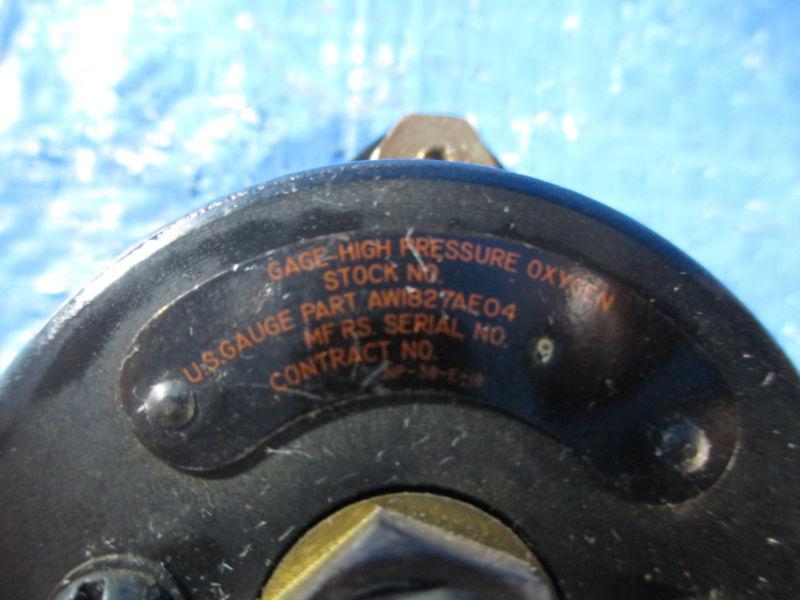 GAGE HIGH PRESSURE OXYGEN
STOCK NO.
U.S. GAUGE PART AW1827AE04
MFRS. SERIAL NO.
CONTRACT NO.